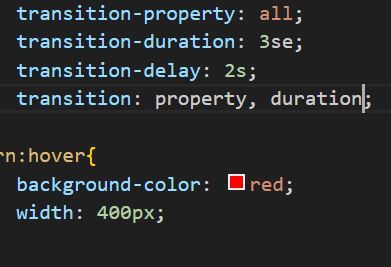 transition-property: all;
transition-duration: 3se;
transition-delay: 2s;
transition: property, duration;
rn:hover{
background-color: red;
width: 400px;